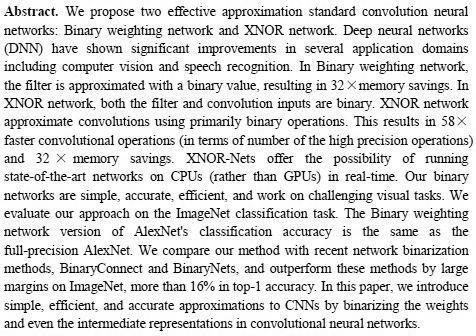 Abstract. We propose two effective approximation standard convolution neural
networks: Binary weighting network and XNOR network. Deep neural networks
(DNN) have shown significant improvements in several application domains
including computer vision and speech recognition. In Binary weighting network,
the filter is approximated with a binary value, resulting in 32×memory savings. In
XNOR network, both the filter and convolution inputs are binary. XNOR network
approximate convolutions using primarily binary operations. This results in 58×
faster convolutional operations (in terms of number of the high precision operations)
and 32 × memory savings. XNOR-Nets offer the possibility of running
state-of-the-art networks on CPUs (rather than GPUs) in real-time. Our binary
networks are simple, accurate, efficient, and work on challenging visual tasks. We
evaluate our approach on the ImageNet classification task. The Binary weighting
network version of AlexNet's classification accuracy is the same as the
full-precision AlexNet. We compare our method with recent network binarization
methods, BinaryConnect and BinaryNets, and outperform these methods by large
margins on ImageNet, more than 16% in top-1 accuracy. In this paper, we introduce
simple, efficient, and accurate approximations to CNNs by binarizing the weights
and even the intermediate representations in convolutional neural networks.